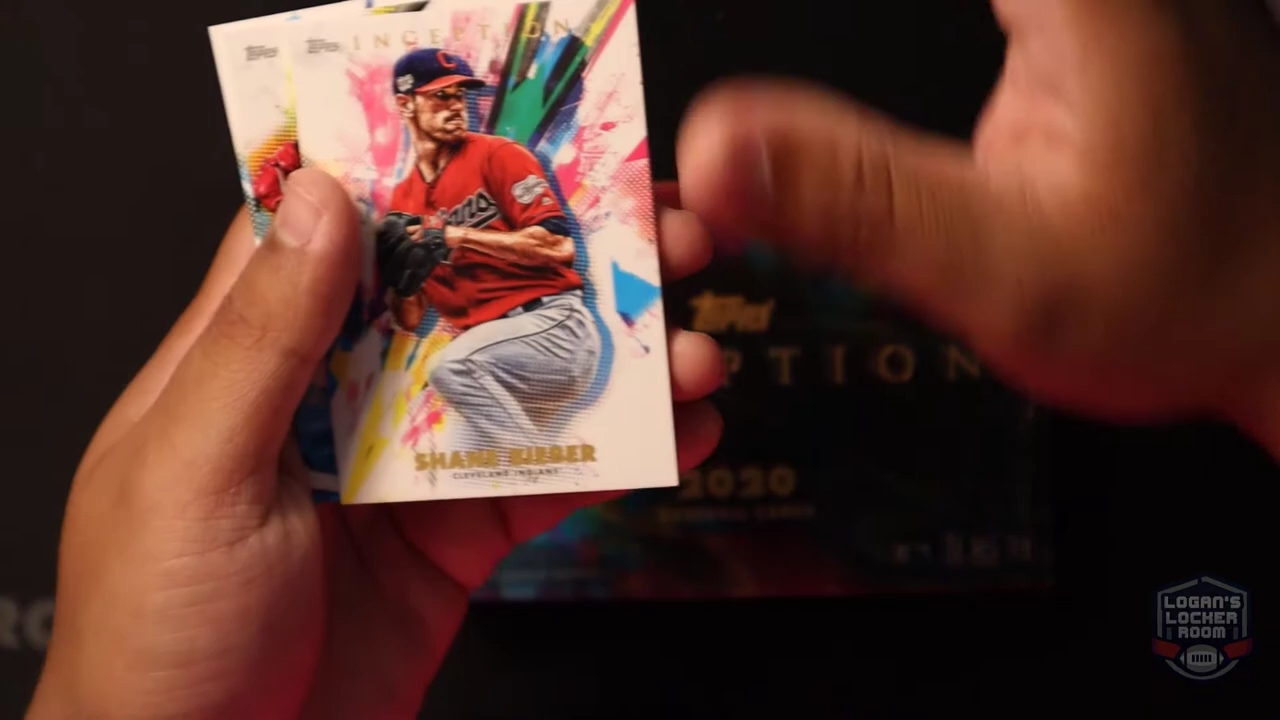 Topps
Topps INCEPTION
C
SHANE BIEBER
CLEVELAND INDIANS
Topps
PTION
2020
LOGAN'S
LOCKER
ROOM